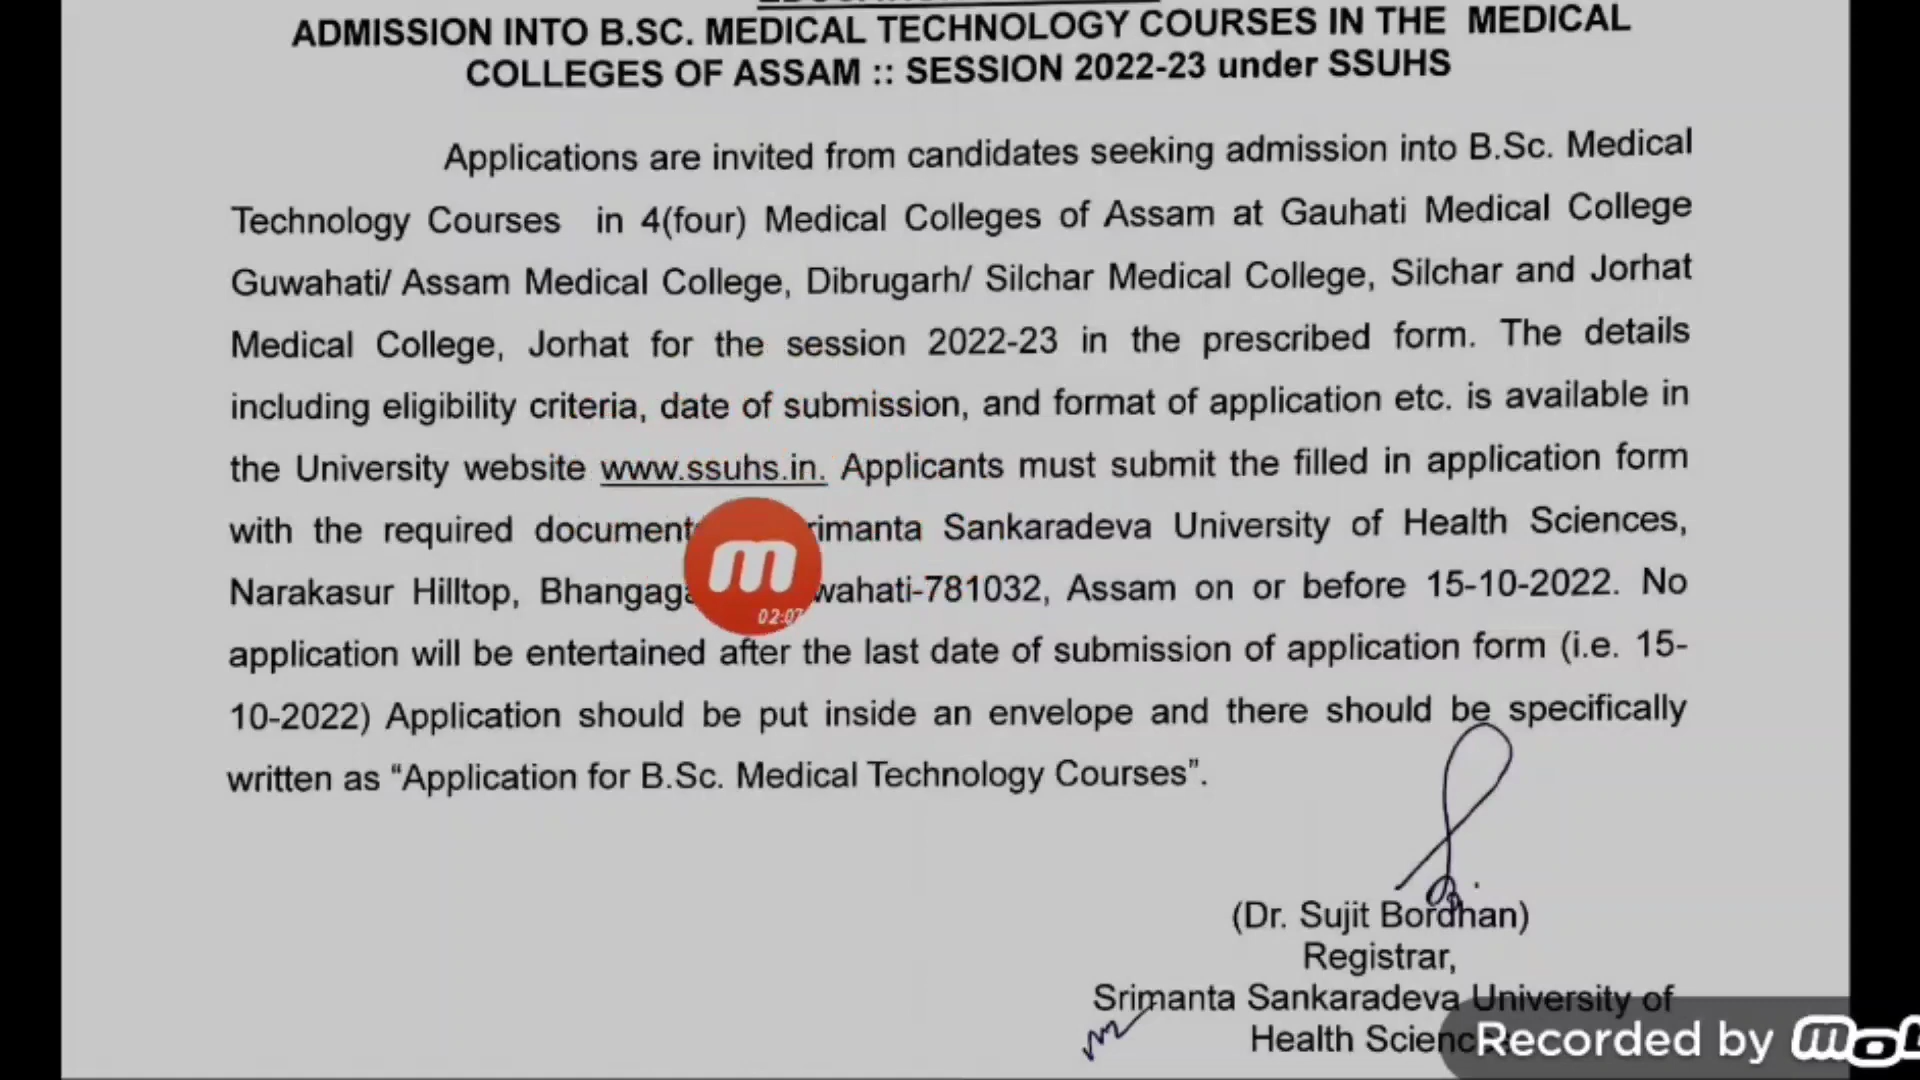 ADMISSION INTO B.SC. MEDICAL TECHNOLOGY COURSES IN THE MEDICAL
COLLEGES OF ASSAM :: SESSION 2022-23 under SSUHS
Applications are invited from candidates seeking admission into B.Sc. Medical
Technology Courses in 4(four) Medical Colleges of Assam at Gauhati Medical College
Guwahati/ Assam Medical College, Dibrugarh/ Silchar Medical College, Silchar and Jorhat
Medical College, Jorhat for the session 2022-23 in the prescribed form. The details
including eligibility criteria, date of submission, and format of application etc. is available in
the University website www.ssuhs.in. Applicants must submit the filled in application form
with the required document rimanta Sankaradeva University of Health Sciences,
Narakasur Hilltop, Bhangaga wahati-781032, Assam on or before 15-10-2022. No
02:07
application will be entertained after the last date of submission of application form (i.e. 15-
10-2022) Application should be put inside an envelope and there should be specifically
written as “Application for B.Sc. Medical Technology Courses”.
(Dr. Sujit Bordhan)
Registrar,
Srimanta Sankaradeva University of
Health Scienc
Recorded by